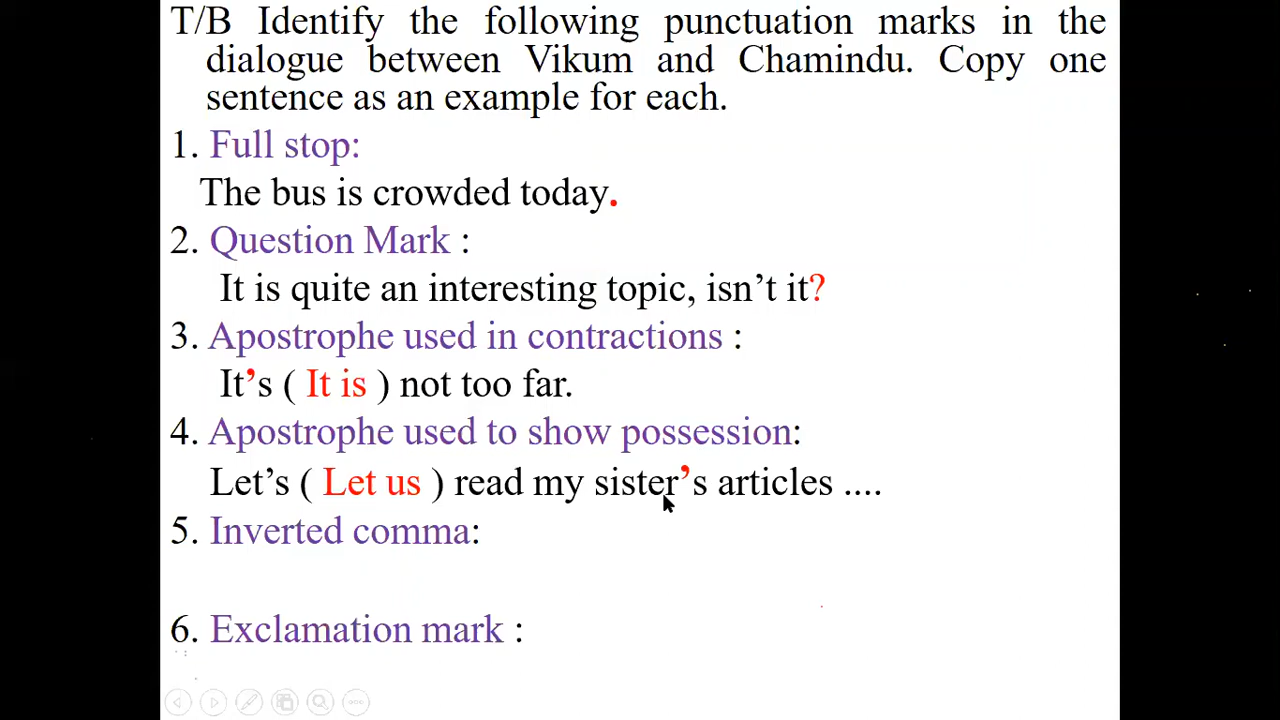 T/B Identify the following punctuation marks in the
dialogue between Vikum and Chamindu. Copy one
sentence as an example for each.
1. Full stop:
The bus is crowded today.
2. Question Mark :
It is quite an interesting topic, isn’t it?
3. Apostrophe used in contractions :
It’s ( It is ) not too far.
4. Apostrophe used to show possession:
Let’s ( Let us ) read my sister’s articles ....
5. Inverted comma:
6. Exclamation mark :